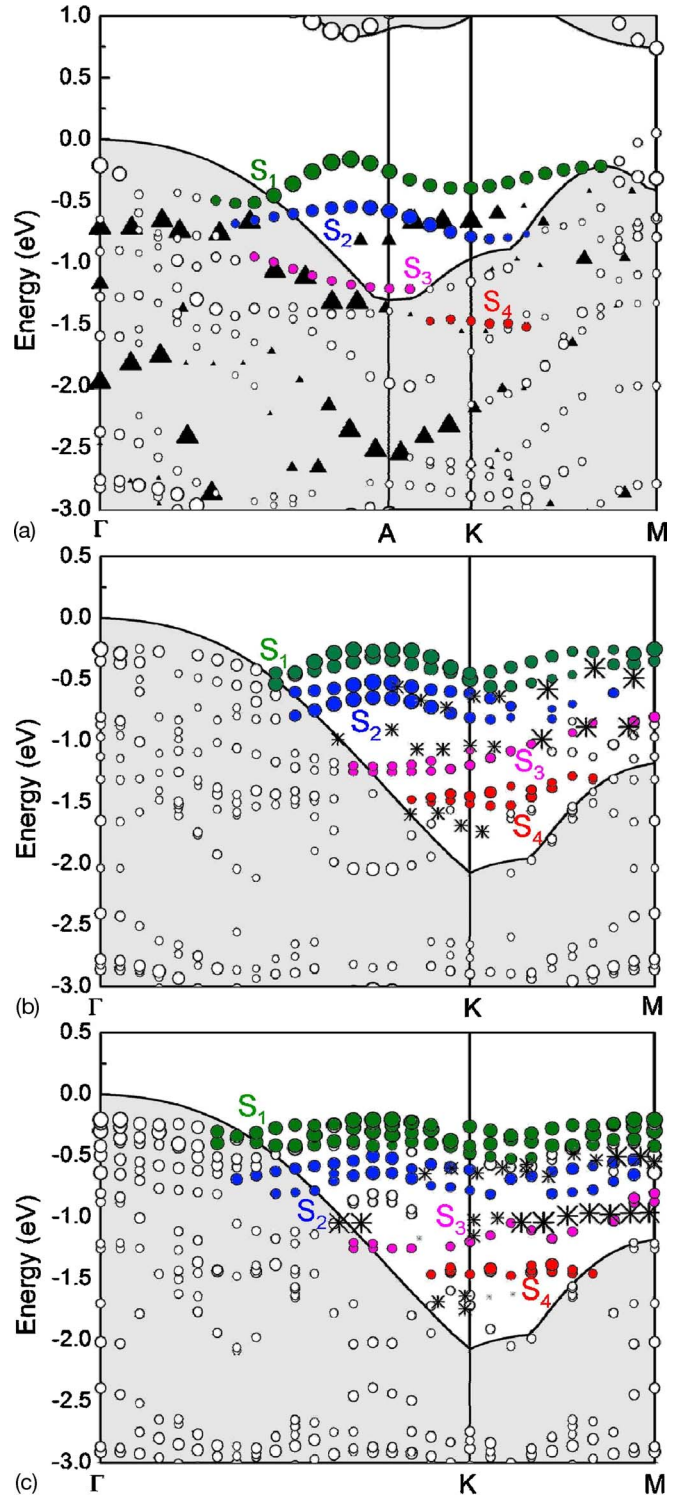 1.0
0.5
0.0
-0.5
-1.0
-1.5
-2.0
-2.5
-3.0
Energy (eV)
S1
S2
S3
S4
(a)
Γ
A
K
M
0.5
0.0
-0.5
-1.0
-1.5
-2.0
-2.5
-3.0
Energy (eV)
S1
S2
S3
S4
(b)
Γ
K
M
0.5
0.0
-0.5
-1.0
-1.5
-2.0
-2.5
-3.0
Energy (eV)
S1
S2
S3
S4
(c)
Γ
K
M